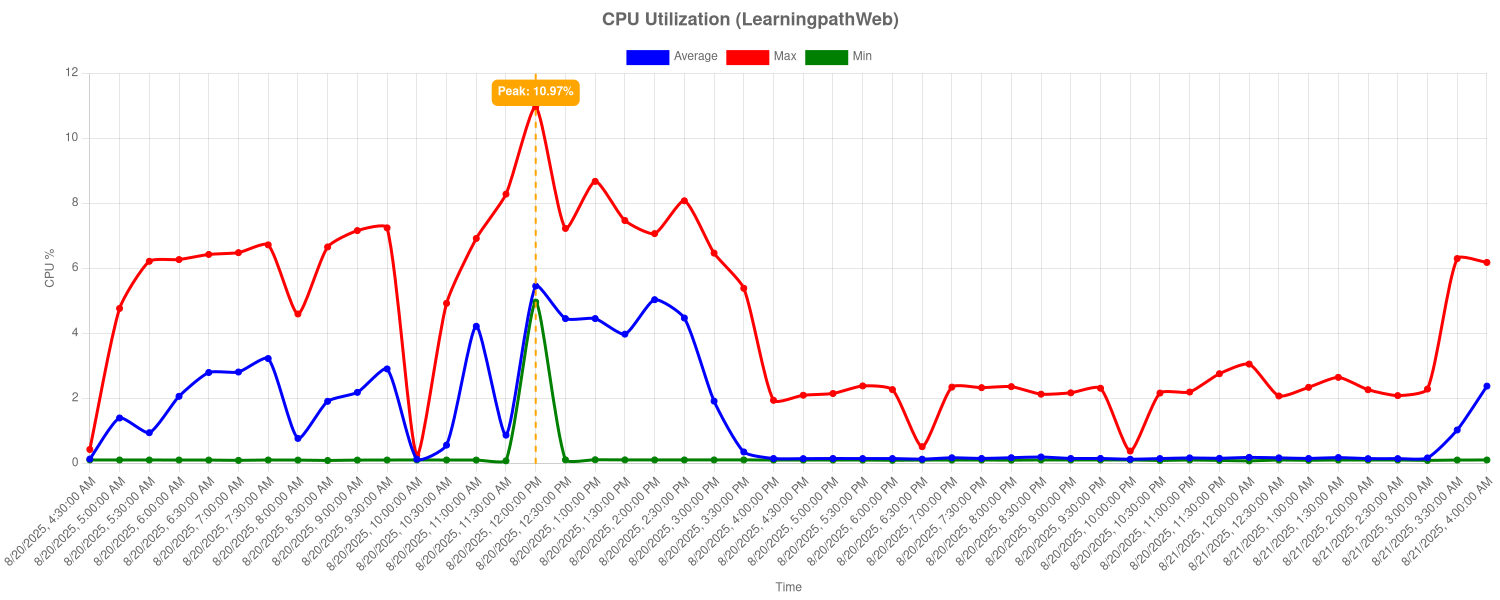 CPU Utilization (LearningpathWeb)
Average Max Min
12
Peak: 10.97%
10
8
6
4
2
0
CPU %
8/20/2025, 4:30:00 AM
8/20/2025, 5:00:00 AM
8/20/2025, 5:30:00 AM
8/20/2025, 6:00:00 AM
8/20/2025, 6:30:00 AM
8/20/2025, 7:00:00 AM
8/20/2025, 7:30:00 AM
8/20/2025, 8:00:00 AM
8/20/2025, 8:30:00 AM
8/20/2025, 9:00:00 AM
8/20/2025, 9:30:00 AM
8/20/2025, 10:00:00 AM
8/20/2025, 10:30:00 AM
8/20/2025, 11:00:00 AM
8/20/2025, 11:30:00 AM
8/20/2025, 12:00:00 PM
8/20/2025, 12:30:00 PM
8/20/2025, 1:00:00 PM
8/20/2025, 1:30:00 PM
8/20/2025, 2:00:00 PM
8/20/2025, 2:30:00 PM
8/20/2025, 3:00:00 PM
8/20/2025, 3:30:00 PM
8/20/2025, 4:00:00 PM
8/20/2025, 4:30:00 PM
8/20/2025, 5:00:00 PM
8/20/2025, 5:30:00 PM
8/20/2025, 6:00:00 PM
8/20/2025, 6:30:00 PM
8/20/2025, 7:00:00 PM
8/20/2025, 7:30:00 PM
8/20/2025, 8:00:00 PM
8/20/2025, 8:30:00 PM
8/20/2025, 9:00:00 PM
8/20/2025, 9:30:00 PM
8/20/2025, 10:00:00 PM
8/20/2025, 10:30:00 PM
8/20/2025, 11:00:00 PM
8/20/2025, 11:30:00 PM
8/21/2025, 12:00:00 AM
8/21/2025, 12:30:00 AM
8/21/2025, 1:00:00 AM
8/21/2025, 1:30:00 AM
8/21/2025, 2:00:00 AM
8/21/2025, 2:30:00 AM
8/21/2025, 3:00:00 AM
8/21/2025, 3:30:00 AM
8/21/2025, 4:00:00 AM
Time